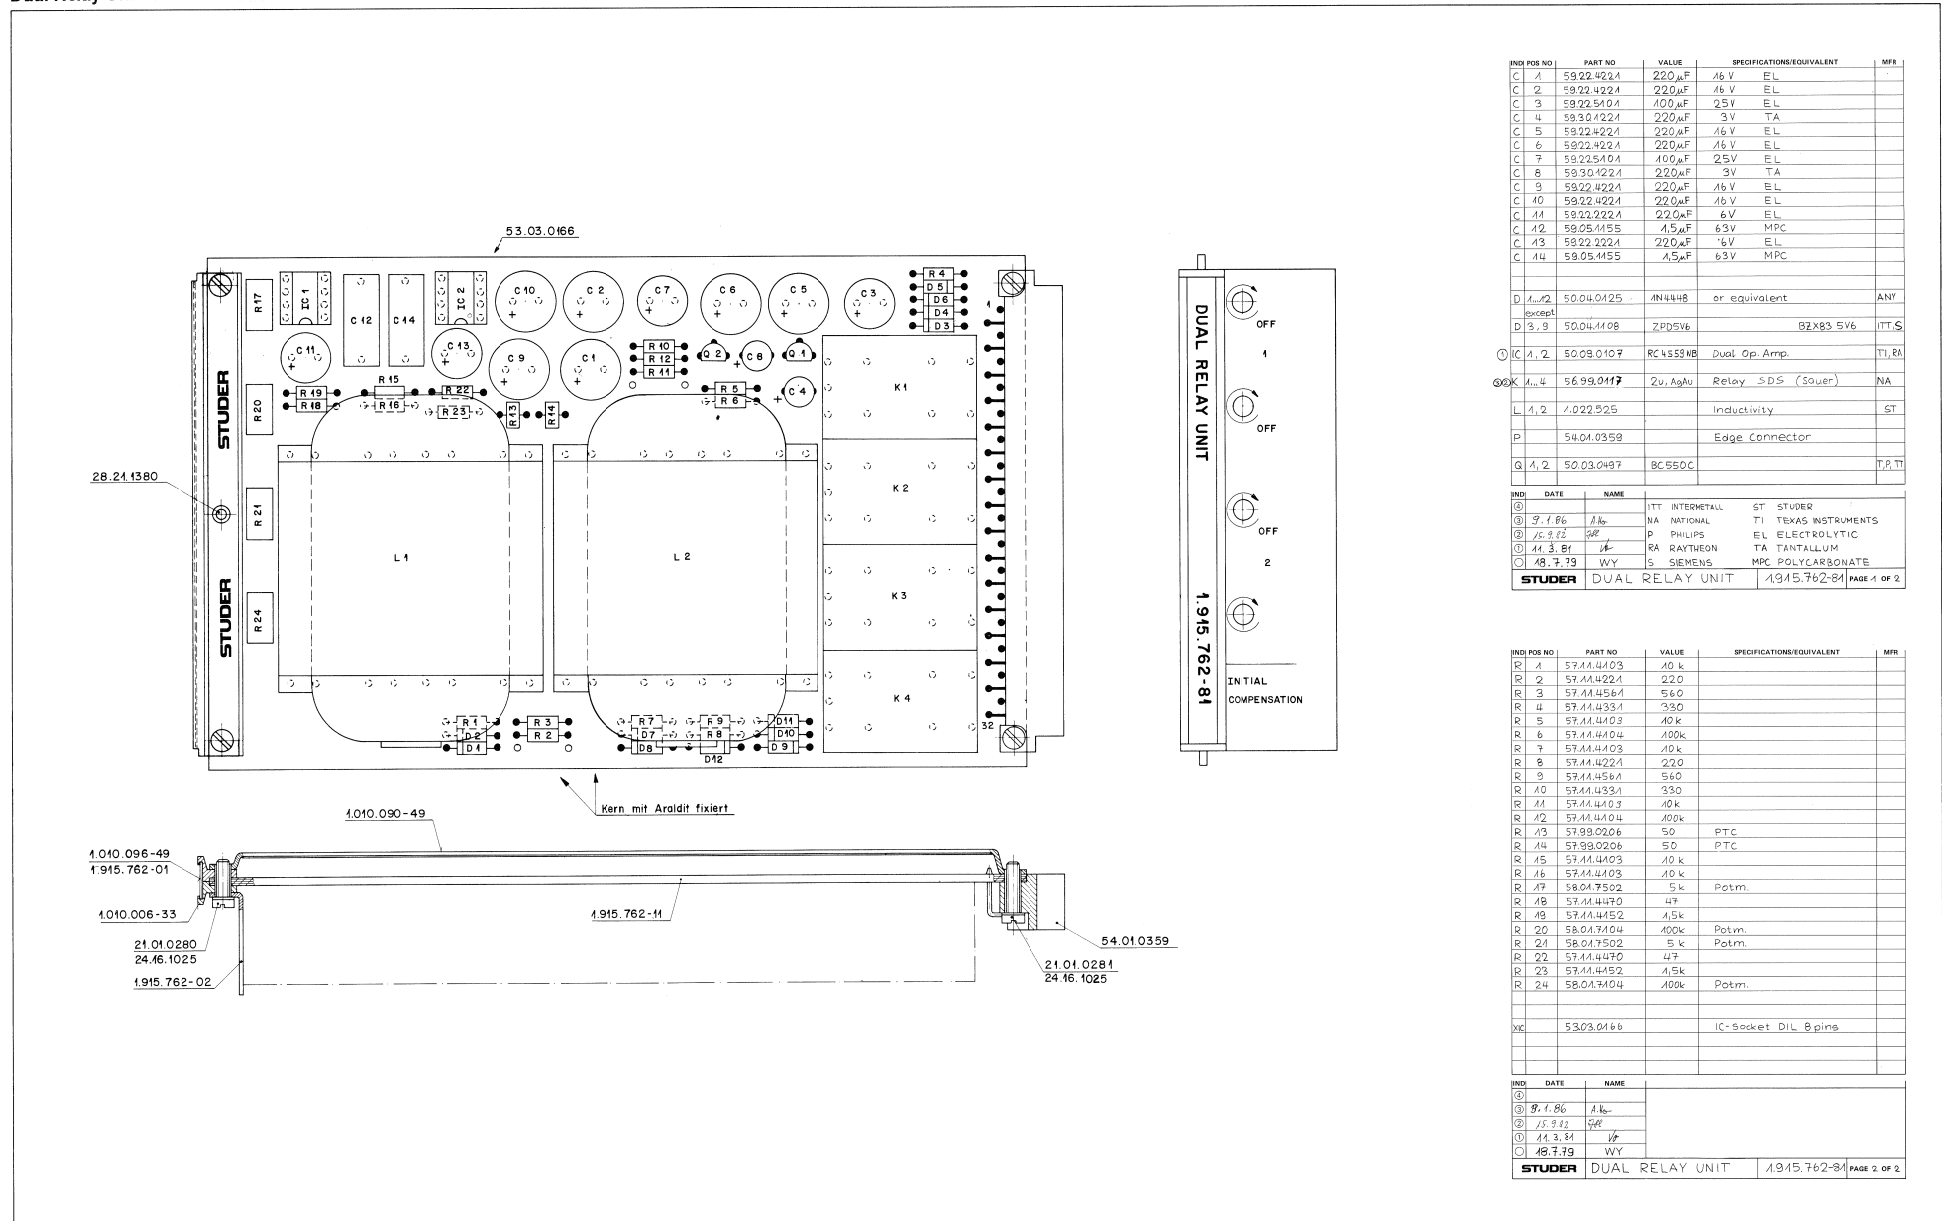 53.03.0166
R17
IC 1
C 12
C 14
IC 2
C 10
C 2
C 7
C 6
C 5
C 3
R 4
D 5
D 6
D 4
D 3
1
C 11
C 13
C 9
C 1
R 10
R 12
R 11
Q 2
C 8
Q 1
K1
R 15
R 19
R 18
R 16
R 22
R 23
R 13
R 14
R 5
R 6
C 4
R 20
STUDER
28.21.1380
R 21
L 1
L 2
K 2
K 3
R 24
STUDER
K 4
R 1
D 2
D 1
R 3
R 2
R 7
D7
D8
R 9
R 8
D12
D11
D10
D 9
32
Kern mit Araldit fixiert
DUAL RELAY UNIT
1.915.762-81
OFF
1
OFF
OFF
2
INTIAL
COMPENSATION
1.010.090-49
1.010.096-49
1.915.762-01
1.010.006-33
21.01.0280
24.16.1025
1.915.762-02
1.915.762-11
54.01.0359
21.01.0281
24.16.1025
IND POS NO PART NO VALUE SPECIFICATIONS/EQUIVALENT MFR
C 1 59.22.4221 220µF 16 V EL
C 2 59.22.4221 220µF 16 V EL
C 3 59.22.5101 100µF 25 V EL
C 4 59.30.1221 220µF 3 V TA
C 5 59.22.4221 220µF 16 V EL
C 6 59.22.4221 220µF 16 V EL
C 7 59.22.5101 100µF 25V EL
C 8 59.30.1221 220µF 3V TA
C 9 59.22.4221 220µF 16 V EL
C 10 59.22.4221 220µF 16 V EL
C 11 59.22.2221 220µF 6 V EL
C 12 59.05.1155 1,5µF 63V MPC
C 13 59.22.2221 220µF 6V EL
C 14 59.05.1155 1,5µF 63V MPC
D 1...12 50.04.0125 1N4448 or equivalent ANY
except
D 3,9 50.04.1108 ZPD5V6 BZX83 5V6 ITT,S
① IC 1,2 50.09.0107 RC4559NB Dual Op. Amp. TI,RA
③② K 1...4 56.99.0117 2u, AgAu Relay SDS (Sauer) NA
L 1,2 1.022.525 Inductivity ST
P 54.01.0359 Edge Connector
Q 1,2 50.03.0497 BC550C T,P,TI
IND DATE NAME
④
③ 9.1.86 ITT INTERMETALL ST STUDER
② 15.9.82 NA NATIONAL TI TEXAS INSTRUMENTS
P PHILIPS EL ELECTROLYTIC
① 11.3.81 RA RAYTHEON TA TANTALLUM
○ 18.7.79 WY S SIEMENS MPC POLYCARBONATE
STUDER DUAL RELAY UNIT 1.915.762-81 PAGE 1 OF 2
IND POS NO PART NO VALUE SPECIFICATIONS/EQUIVALENT MFR
R 1 57.11.4103 10 k
R 2 57.11.4221 220
R 3 57.11.4561 560
R 4 57.11.4331 330
R 5 57.11.4103 10k
R 6 57.11.4104 100k
R 7 57.11.4103 10k
R 8 57.11.4221 220
R 9 57.11.4561 560
R 10 57.11.4331 330
R 11 57.11.4103 10k
R 12 57.11.4104 100k
R 13 57.99.0206 50 PTC
R 14 57.99.0206 50 PTC
R 15 57.11.4103 10 k
R 16 57.11.4103 10 k
R 17 58.01.7502 5k Potm.
R 18 57.11.4470 47
R 19 57.11.4152 1,5k
R 20 58.01.7104 100k Potm.
R 21 58.01.7502 5 k Potm.
R 22 57.11.4470 47
R 23 57.11.4152 1,5k
R 24 58.01.7104 100k Potm.
XIC 53.03.0166 IC-Socket DIL 8pins
IND DATE NAME
④
③ 9.1.86
② 15.9.82
① 11.3.81
○ 18.7.79 WY
STUDER DUAL RELAY UNIT 1.915.762-81 PAGE 2 OF 2